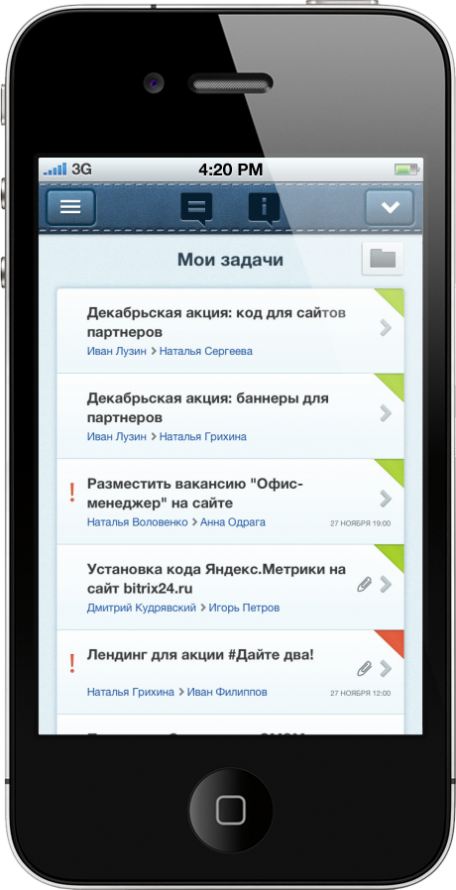 3G 4:20 PM
Мои задачи
Декабрьская акция: код для сайтов
партнеров
Иван Лузин > Наталья Сергеева
Декабрьская акция: баннеры для
партнеров
Иван Лузин > Наталья Грихина
! Разместить вакансию "Офис-
менеджер" на сайте
Наталья Воловенко > Анна Одрага 27 НОЯБРЯ 19:00
Установка кода Яндекс.Метрики на
сайт bitrix24.ru
Дмитрий Кудрявский > Игорь Петров
! Лендинг для акции #Дайте два!
Наталья Грихина > Иван Филиппов 27 НОЯБРЯ 12:00